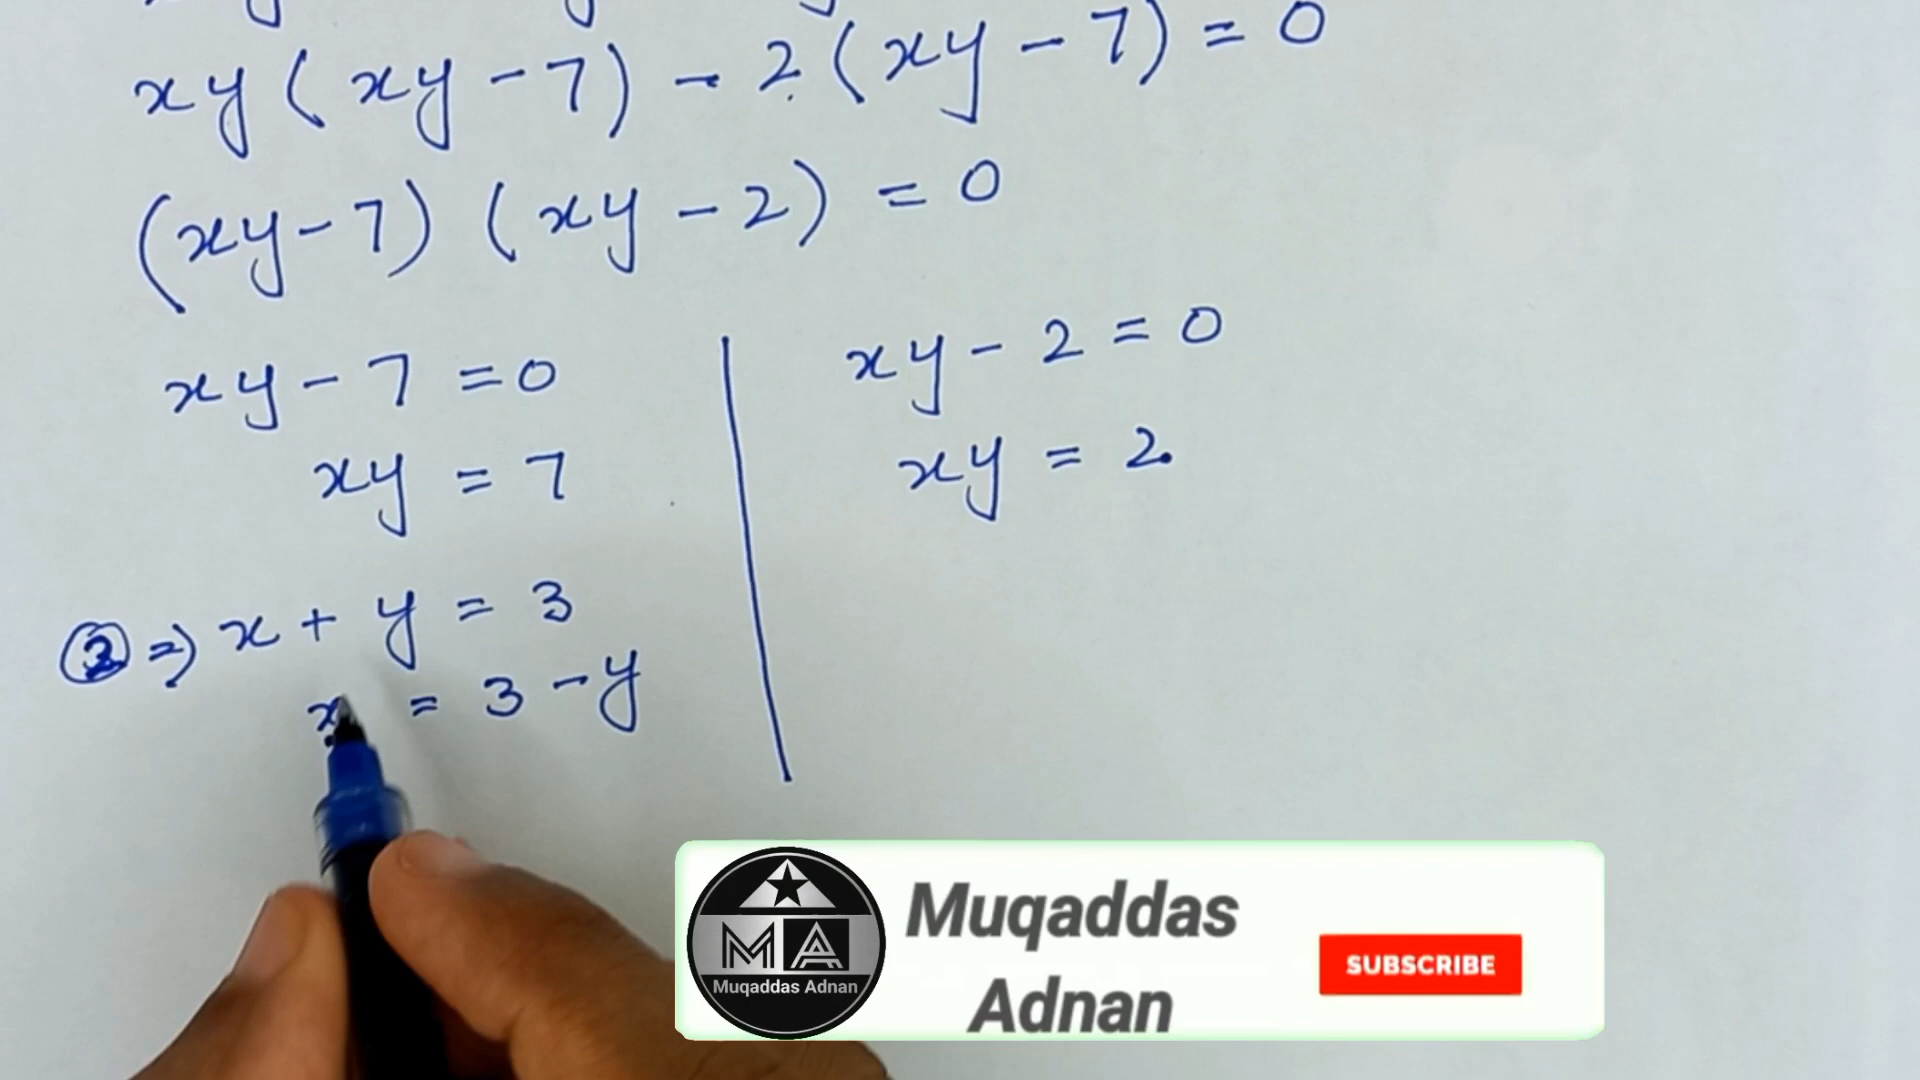 xy(xy-7) - 2(xy-7) = 0
(xy-7) (xy-2) = 0
xy - 7 = 0
xy = 7
② ⇒ x + y = 3
x = 3 - y
xy - 2 = 0
xy = 2
MA
Muqaddas Adnan
Muqaddas
Adnan
SUBSCRIBE